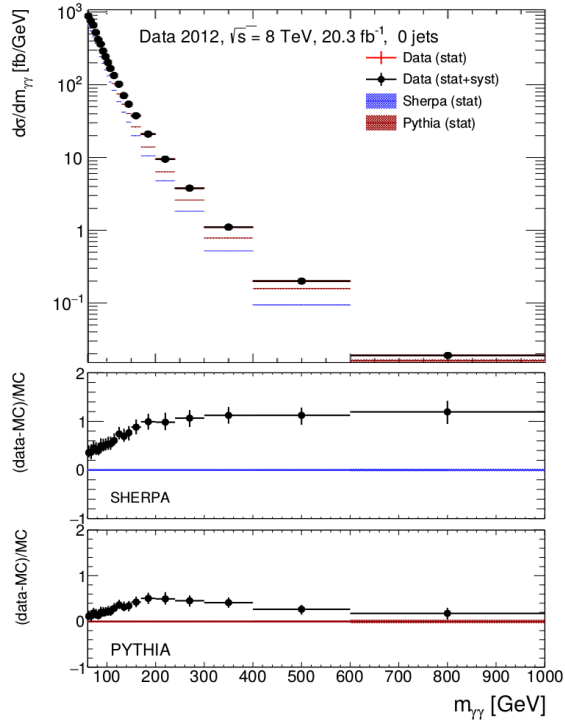 Data 2012, √s = 8 TeV, 20.3 fb⁻¹, 0 jets
Data (stat)
Data (stat+syst)
Sherpa (stat)
Pythia (stat)
dσ/dm_γγ [fb/GeV]
10³
10²
10
1
10⁻¹
(data-MC)/MC
2
1
0
−1
SHERPA
(data-MC)/MC
2
1
0
−1
PYTHIA
100 200 300 400 500 600 700 800 900 1000
m_γγ [GeV]